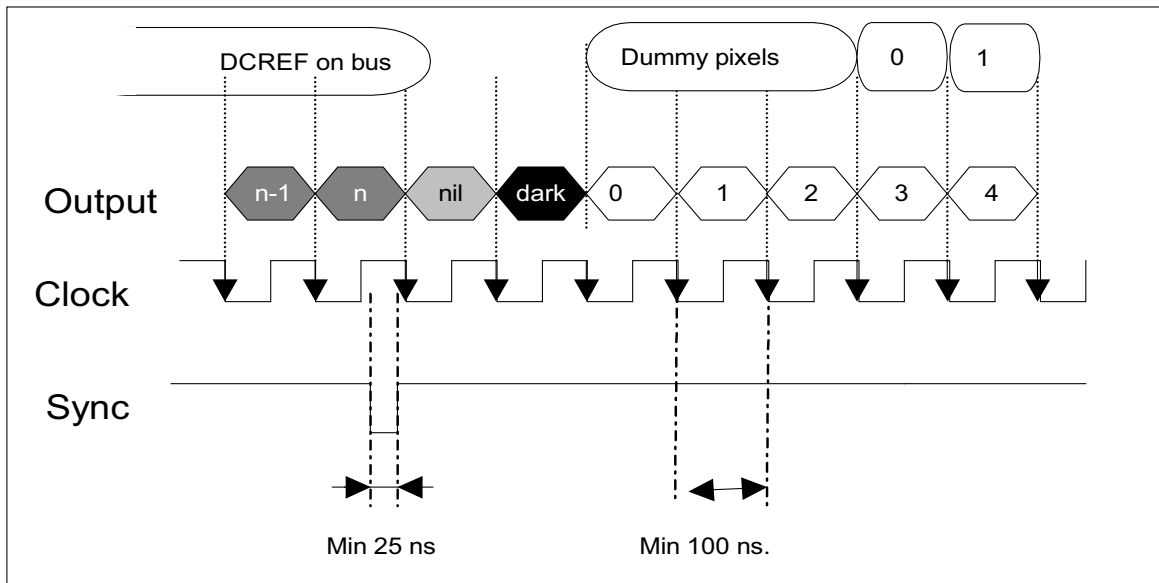 DCREF on bus Dummy pixels 0 1
Output n-1 n nil dark 0 1 2 3 4
Clock
Sync
Min 25 ns Min 100 ns.